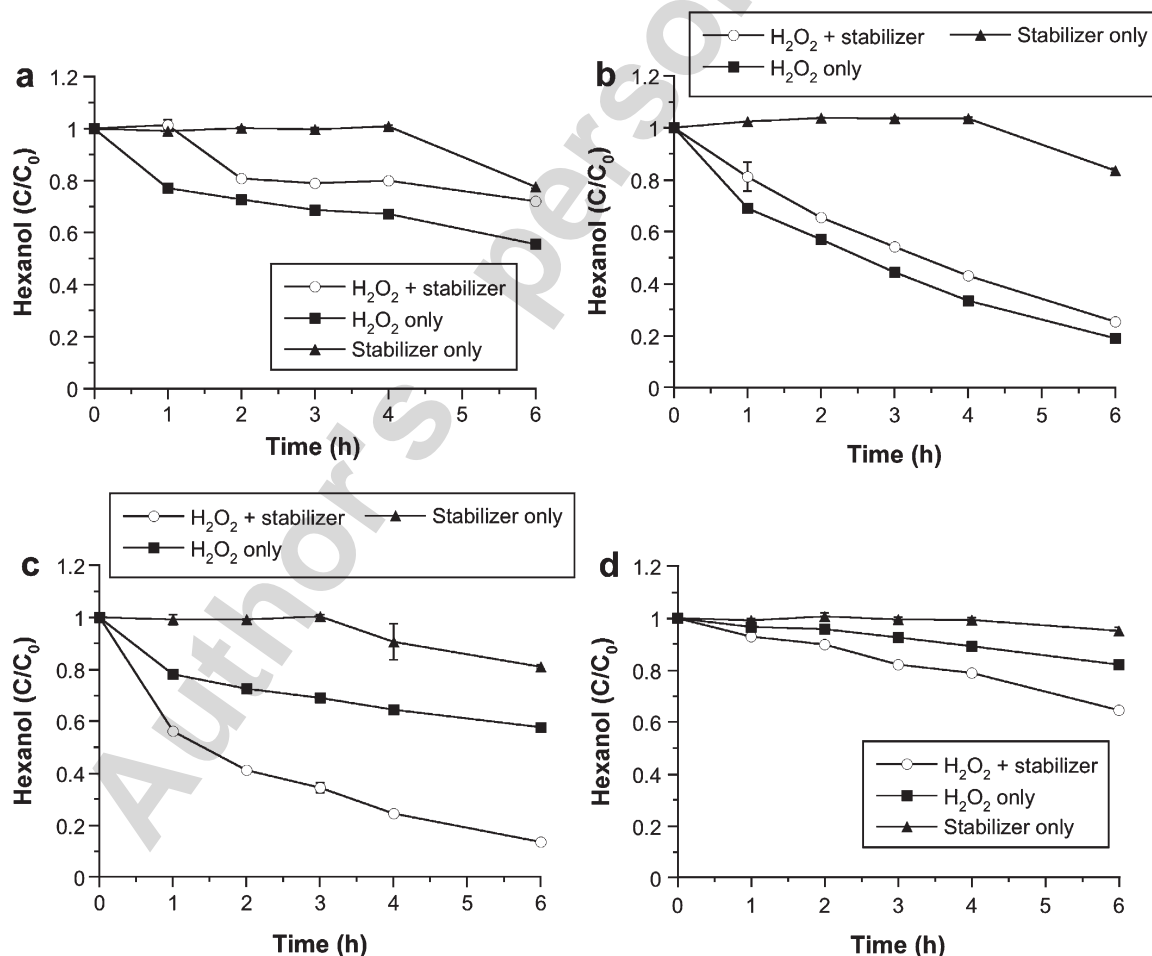 a
1.2
1
0.8
0.6
0.4
0.2
0
Hexanol (C/C₀)
H₂O₂ + stabilizer
H₂O₂ only
Stabilizer only
0 1 2 3 4 5 6
Time (h)
b
H₂O₂ + stabilizer Stabilizer only
H₂O₂ only
1.2
1
0.8
0.6
0.4
0.2
0
Hexanol (C/C₀)
0 1 2 3 4 5 6
Time (h)
c
H₂O₂ + stabilizer Stabilizer only
H₂O₂ only
1.2
1
0.8
0.6
0.4
0.2
0
Hexanol (C/C₀)
0 1 2 3 4 5 6
Time (h)
d
1.2
1
0.8
0.6
0.4
0.2
0
Hexanol (C/C₀)
H₂O₂ + stabilizer
H₂O₂ only
Stabilizer only
0 1 2 3 4 5 6
Time (h)
Author's person